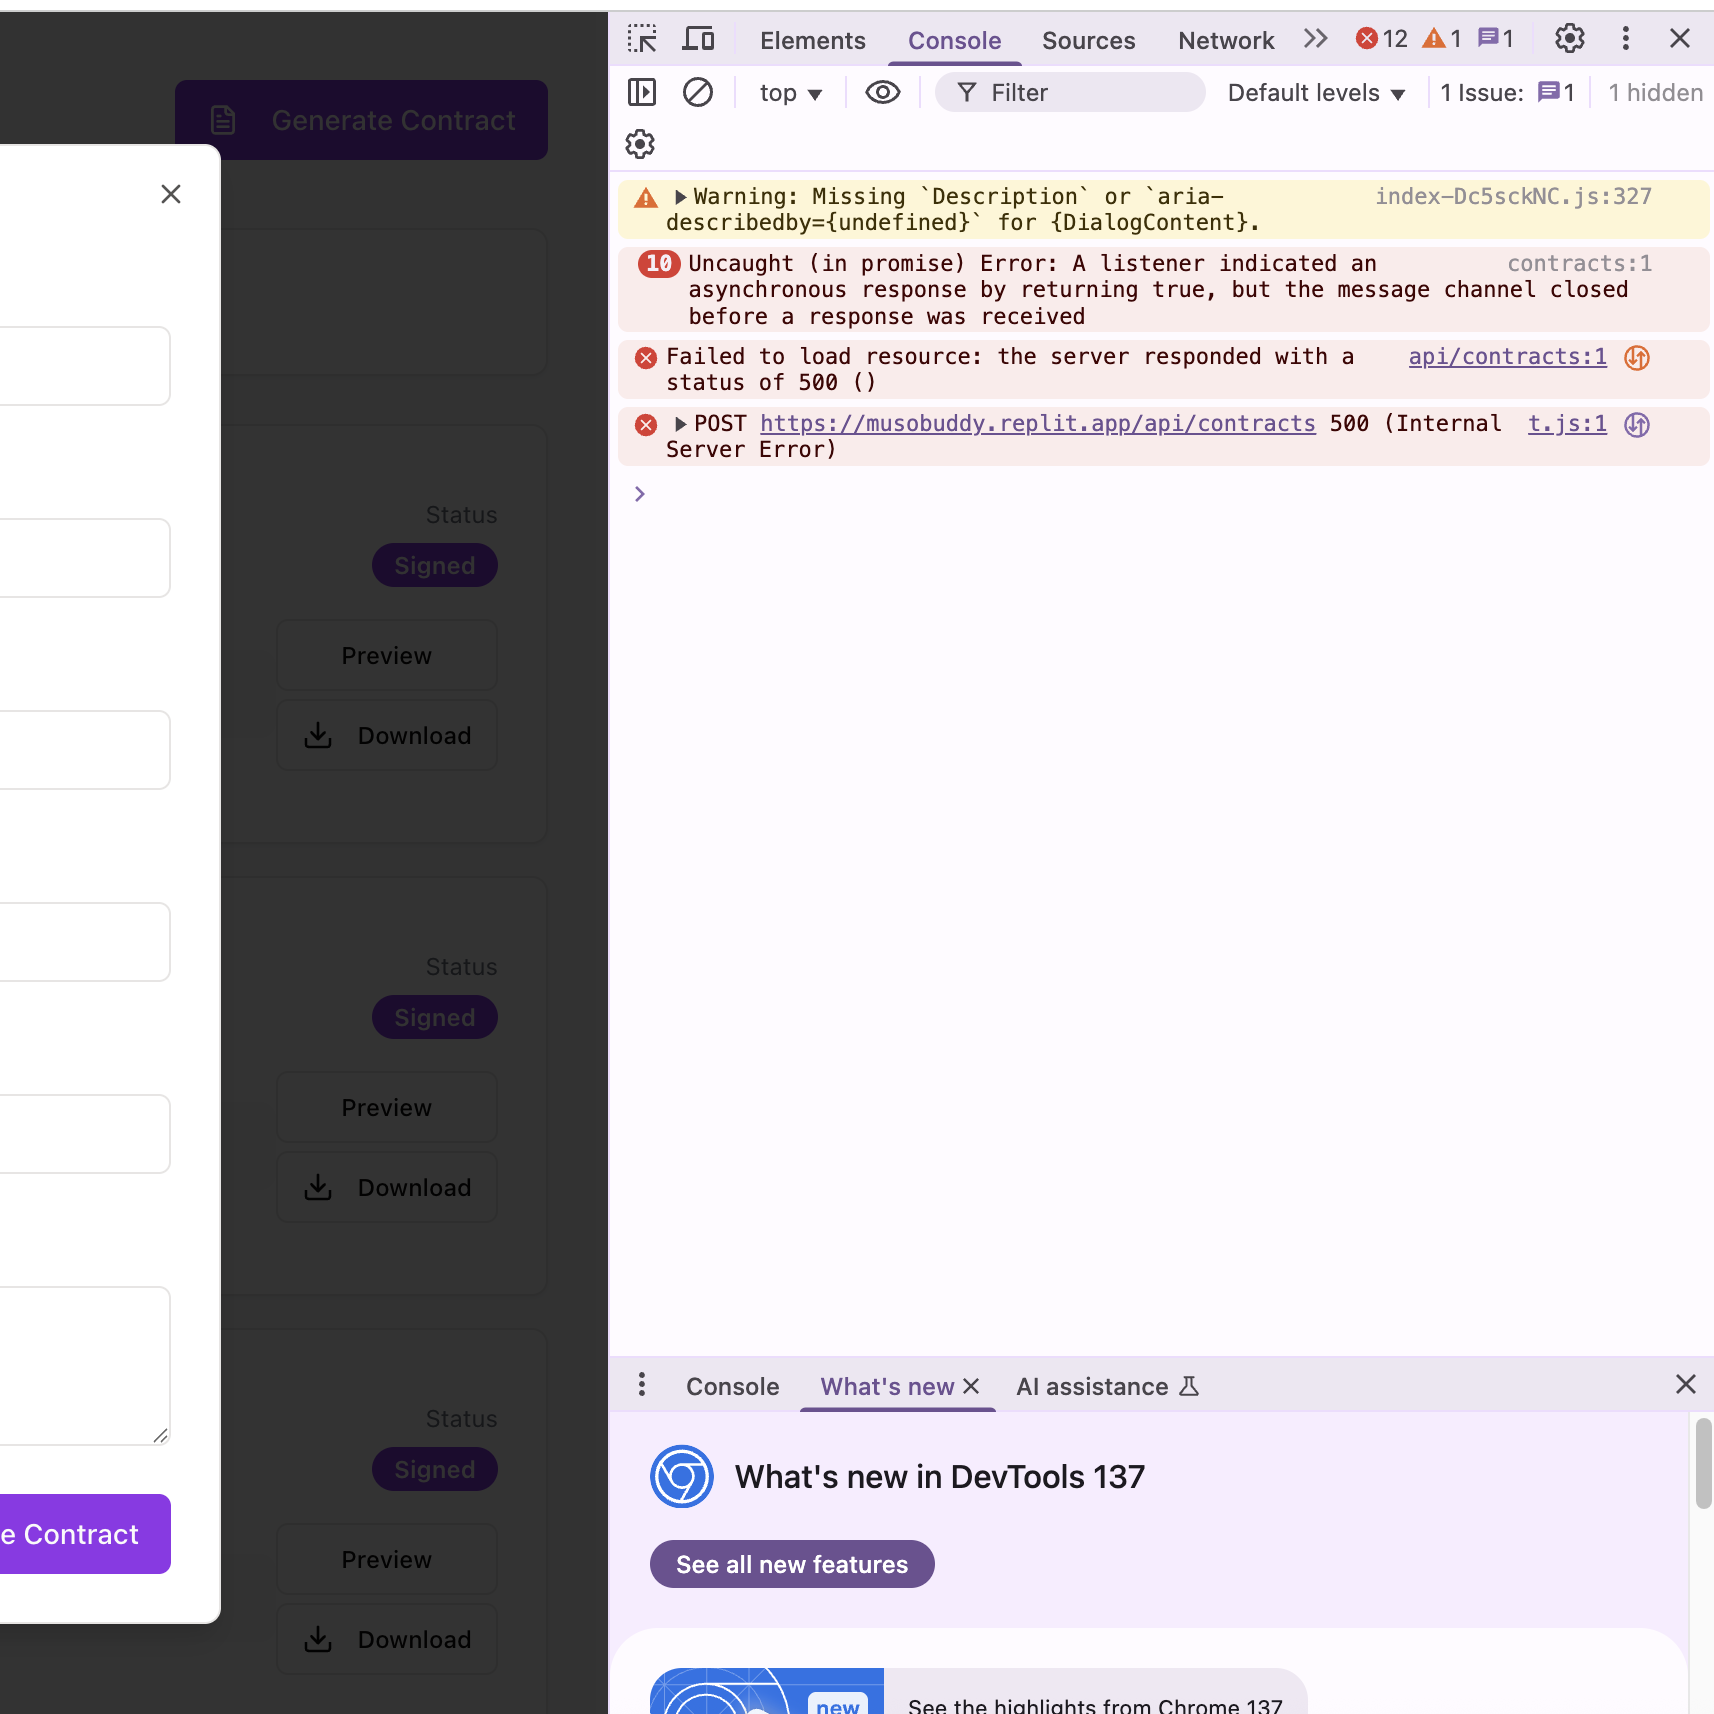 Elements Console Sources Network 12 1 1
top Filter Default levels 1 Issue: 1 1 hidden
Warning: Missing `Description` or `aria- index-Dc5sckNC.js:327
describedby={undefined}` for {DialogContent}.
10 Uncaught (in promise) Error: A listener indicated an contracts:1
asynchronous response by returning true, but the message channel closed
before a response was received
Failed to load resource: the server responded with a api/contracts:1
status of 500 ()
POST https://musobuddy.replit.app/api/contracts 500 (Internal t.js:1
Server Error)
Generate Contract
Status
Signed
Preview
Download
Status
Signed
Preview
Download
Status
Signed
e Contract
Preview
Download
Console What's new AI assistance
What's new in DevTools 137
See all new features
new See the highlights from Chrome 137